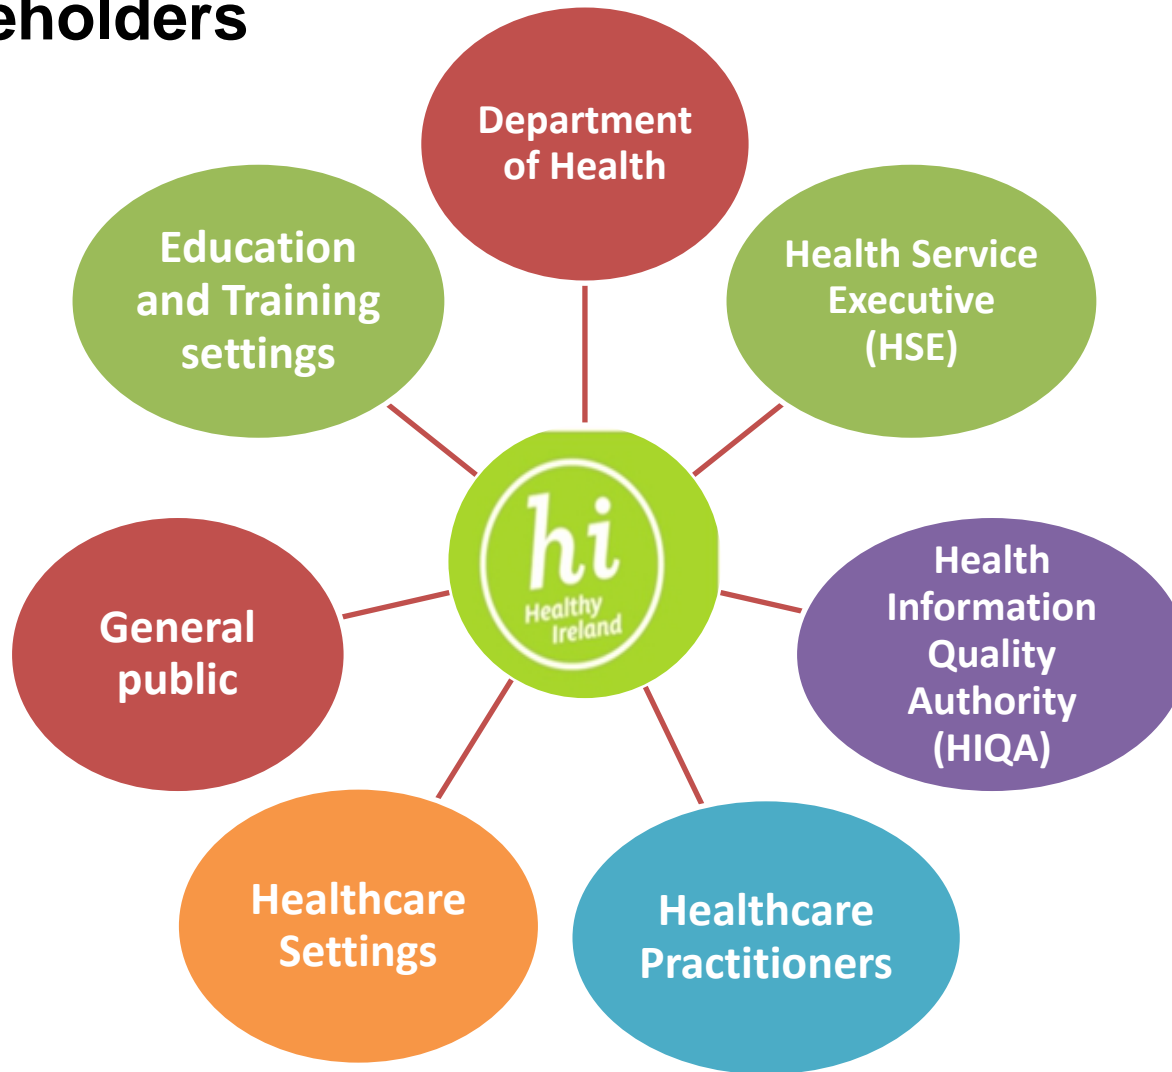 eholders
Department
of Health
Health Service
Executive
(HSE)
Health
Information
Quality
Authority
(HIQA)
Healthcare
Practitioners
Healthcare
Settings
General
public
Education
and Training
settings
hi
Healthy
Ireland